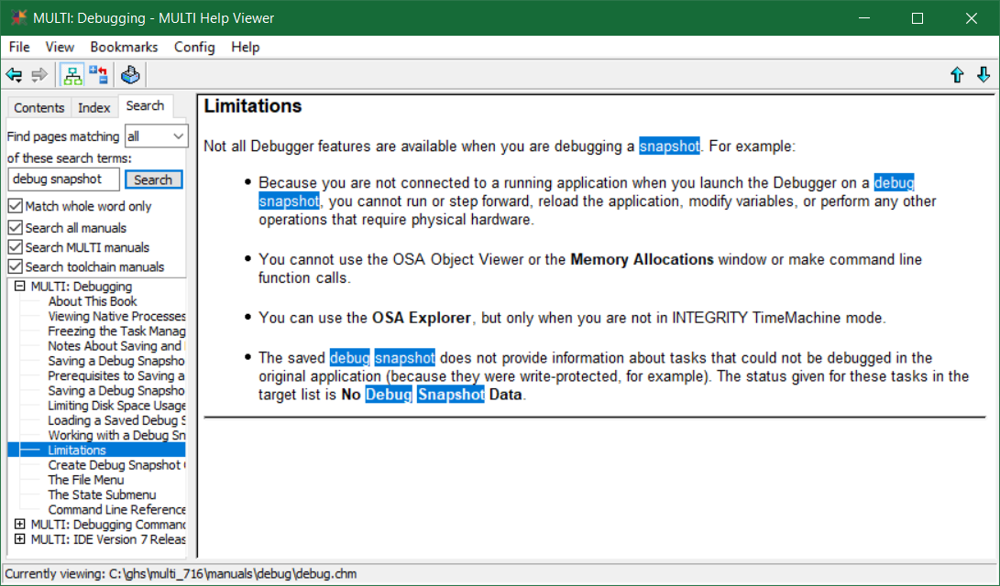 MULTI: Debugging - MULTI Help Viewer
File View Bookmarks Config Help
Contents Index Search
Find pages matching all
of these search terms:
debug snapshot Search
Match whole word only
Search all manuals
Search MULTI manuals
Search toolchain manuals
MULTI: Debugging
About This Book
Viewing Native Processes
Freezing the Task Manag
Notes About Saving and
Saving a Debug Snapsho
Prerequisites to Saving a
Saving a Debug Snapsho
Limiting Disk Space Usage
Loading a Saved Debug S
Working with a Debug Sn
Limitations
Create Debug Snapshot
The File Menu
The State Submenu
Command Line Reference
MULTI: Debugging Comman
MULTI: IDE Version 7 Releas
Limitations
Not all Debugger features are available when you are debugging a snapshot. For example:
• Because you are not connected to a running application when you launch the Debugger on a debug
snapshot, you cannot run or step forward, reload the application, modify variables, or perform any other
operations that require physical hardware.
• You cannot use the OSA Object Viewer or the Memory Allocations window or make command line
function calls.
• You can use the OSA Explorer, but only when you are not in INTEGRITY TimeMachine mode.
• The saved debug snapshot does not provide information about tasks that could not be debugged in the
original application (because they were write-protected, for example). The status given for these tasks in the
target list is No Debug Snapshot Data.
Currently viewing: C:\ghs\multi_716\manuals\debug\debug.chm